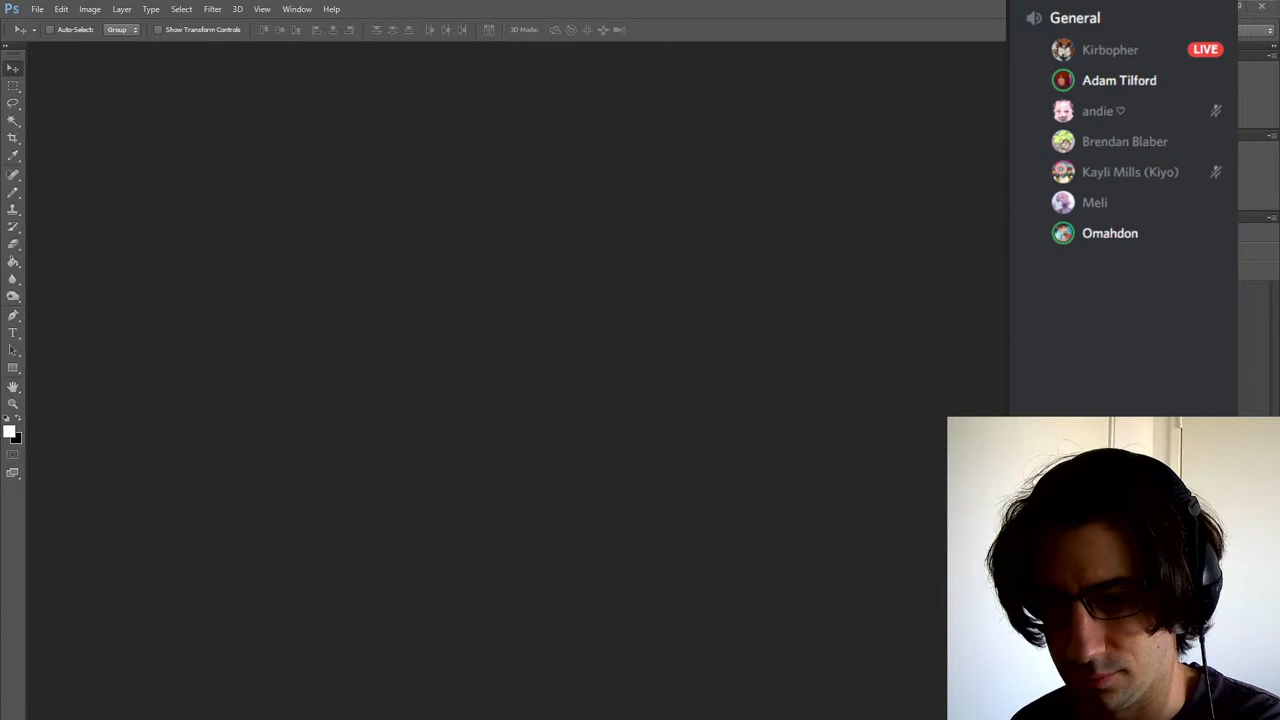 Ps File Edit Image Layer Type Select Filter 3D View Window Help
Auto-Select: Group Show Transform Controls 3D Mode:
General
Kirbopher LIVE
Adam Tilford
andie ♡
Brendan Blaber
Kayli Mills (Kiyo)
Meli
Omahdon
T